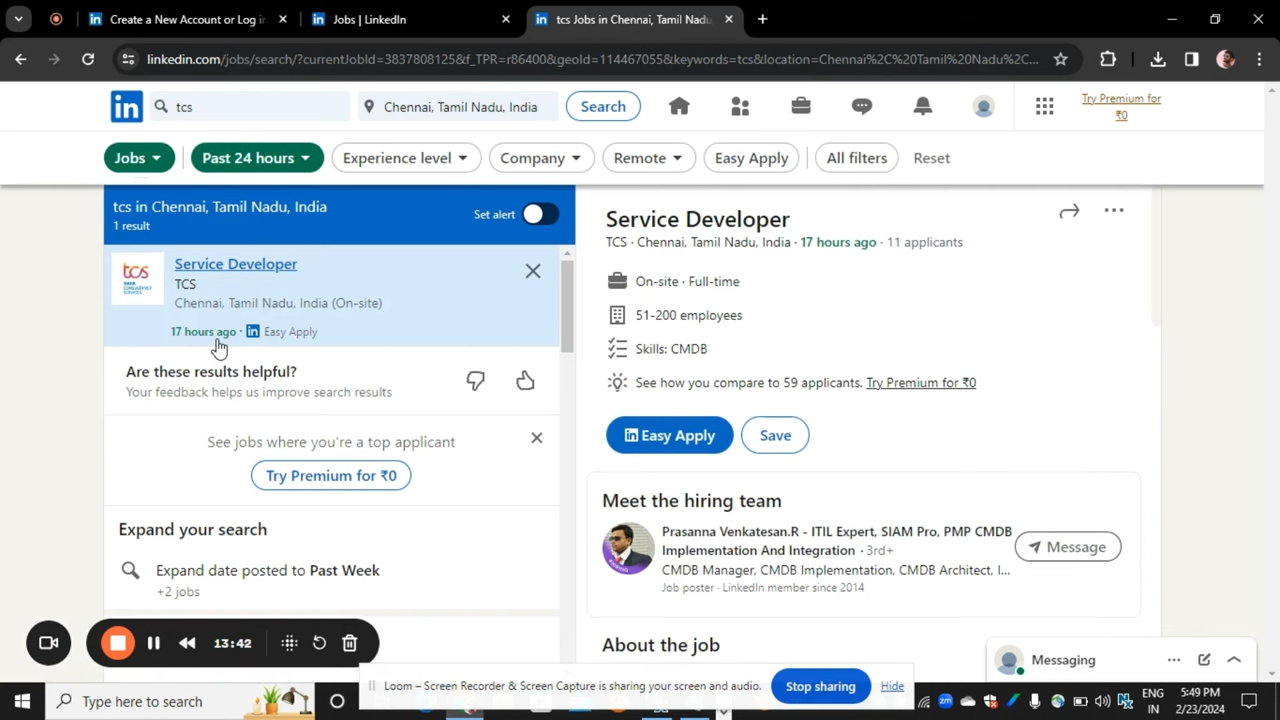 Create a New Account or Log in
Jobs | LinkedIn
tcs Jobs in Chennai, Tamil Nadu
linkedin.com/jobs/search/?currentJobId=3837808125&f_TPR=r86400&geoId=114467055&keywords=tcs&location=Chennai%2C%20Tamil%20Nadu%2C...
in
tcs
Chennai, Tamil Nadu, India
Search
Try Premium for ₹0
Jobs
Past 24 hours
Experience level
Company
Remote
Easy Apply
All filters
Reset
tcs in Chennai, Tamil Nadu, India
1 result
Set alert
tcs
TATA
CONSULTANCY
SERVICES
Service Developer
TCS
Chennai, Tamil Nadu, India (On-site)
17 hours ago · in Easy Apply
Are these results helpful?
Your feedback helps us improve search results
See jobs where you're a top applicant
Try Premium for ₹0
Expand your search
Expand date posted to Past Week
+2 jobs
Service Developer
TCS · Chennai, Tamil Nadu, India · 17 hours ago · 11 applicants
On-site · Full-time
51-200 employees
Skills: CMDB
See how you compare to 59 applicants. Try Premium for ₹0
in Easy Apply
Save
Meet the hiring team
Prasanna Venkatesan.R - ITIL Expert, SIAM Pro, PMP CMDB
Implementation And Integration · 3rd+
CMDB Manager, CMDB Implementation, CMDB Architect, I...
Job poster · LinkedIn member since 2014
Message
About the job
13:42
Messaging
Loom – Screen Recorder & Screen Capture is sharing your screen and audio.
Stop sharing
Hide
Type here to search
ENG
IN
5:49 PM
2/23/2024